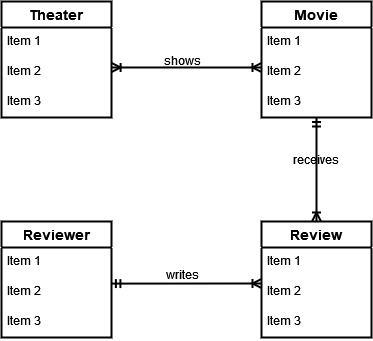 Theater
Item 1
Item 2
Item 3
shows
Movie
Item 1
Item 2
Item 3
receives
Reviewer
Item 1
Item 2
Item 3
writes
Review
Item 1
Item 2
Item 3